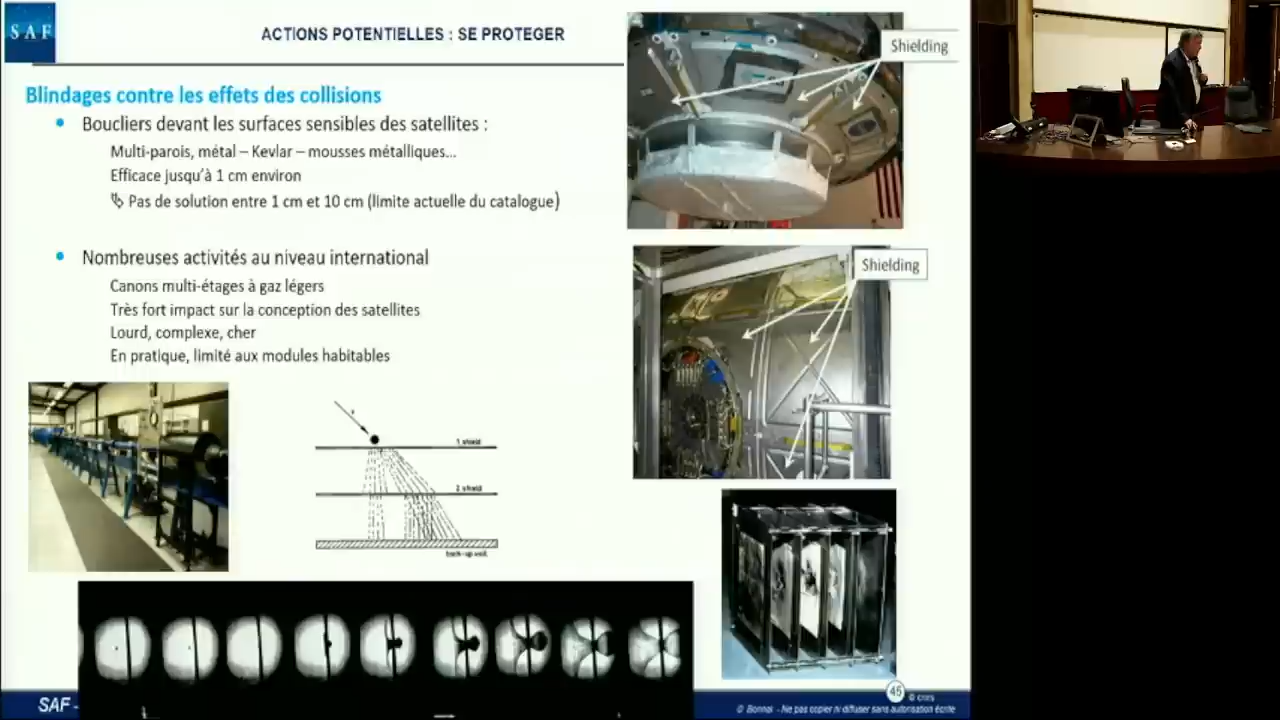 SAF
ACTIONS POTENTIELLES : SE PROTEGER
Shielding
Blindages contre les effets des collisions
Boucliers devant les surfaces sensibles des satellites :
Multi-parois, métal – Kevlar – mousses métalliques...
Efficace jusqu'à 1 cm environ
Pas de solution entre 1 cm et 10 cm (limite actuelle du catalogue)
Nombreuses activités au niveau international
Shielding
Canons multi-étages à gaz légers
Très fort impact sur la conception des satellites
Lourd, complexe, cher
En pratique, limité aux modules habitables
1. shield
2. shield
back-up wall
SAF -
45
© cnes
© Bonnal - Ne pas copier ni diffuser sans autorisation écrite